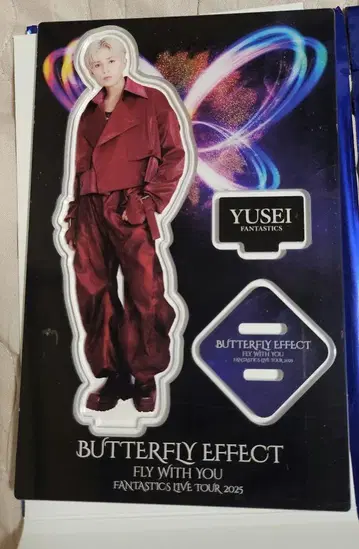 YUSEI
FANTASTICS
BUTTERFLY EFFECT
FLY WITH YOU
FANTASTICS LIVE TOUR 2025
BUTTERFLY EFFECT
FLY WITH YOU
FANTASTICS LIVE TOUR 2025